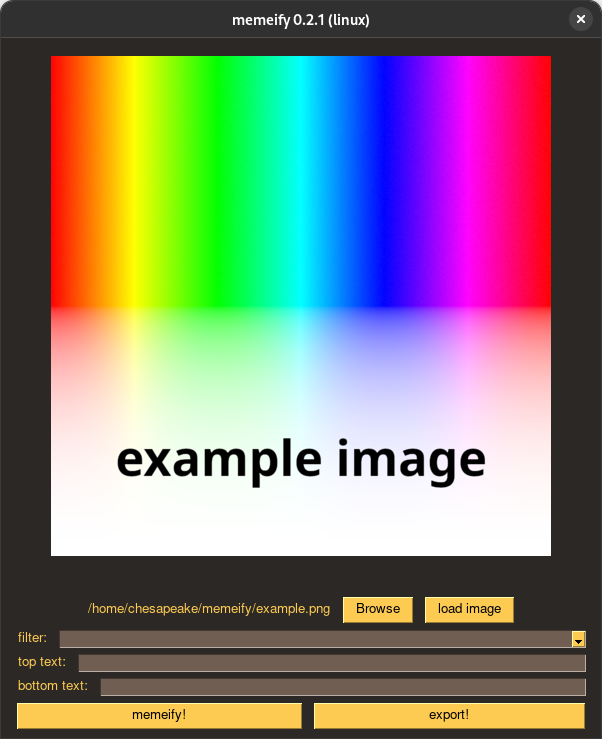 memeify 0.2.1 (linux)
example image
/home/chesapeake/memeify/example.png Browse load image
filter:
top text:
bottom text:
memeify! export!